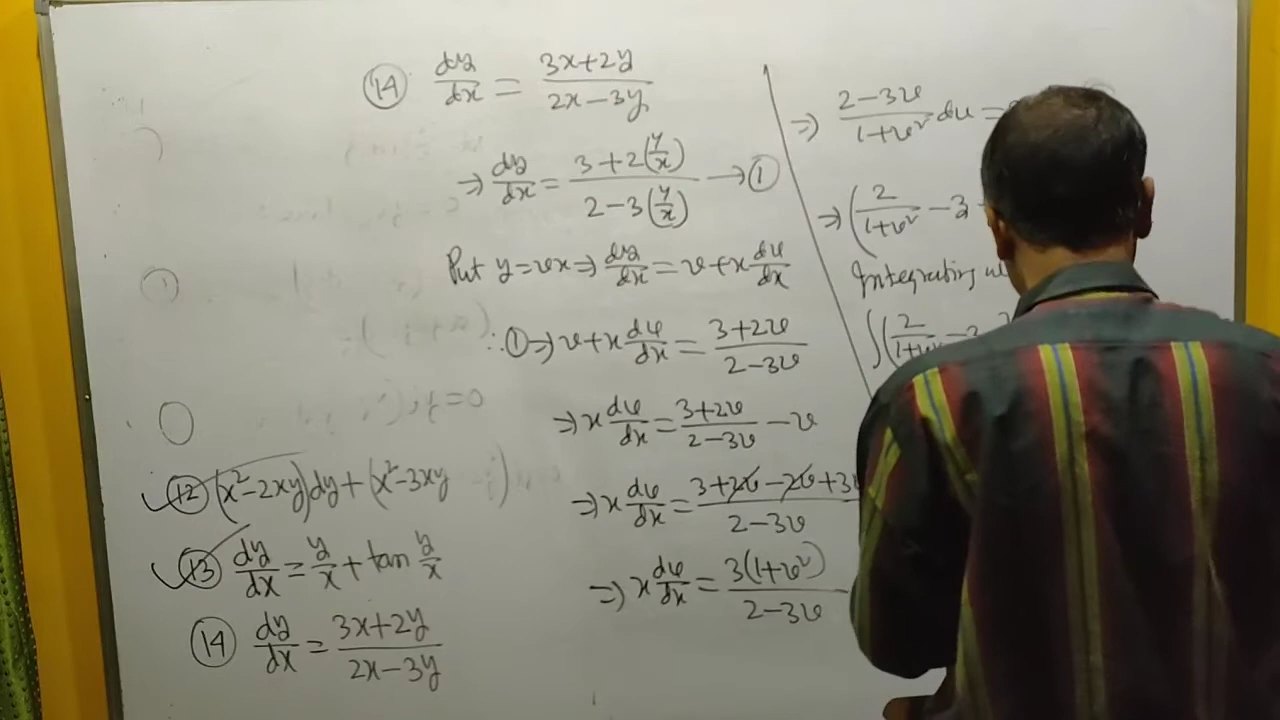 (14) dy/dx = (3x+2y)/(2x−3y)
⇒ dy/dx = (3+2(y/x))/(2−3(y/x)) → (1)
Put y=vx ⇒ dy/dx = v+x dv/dx
∴ (1) ⇒ v+x dv/dx = (3+2v)/(2−3v)
⇒ x dv/dx = (3+2v)/(2−3v) − v
⇒ x dv/dx = (3+2v−2v+3v)/(2−3v)
⇒ x dv/dx = 3(1+v²)/(2−3v)
⇒ (2−3v)/(1+v²) dv =
⇒ (2/(1+v²) − 3
Integrating
∫(2/(1+v²) − 3
(12) (x²−2xy)dy + (x²−3xy
(13) dy/dx = y/x + tan y/x
(14) dy/dx = (3x+2y)/(2x−3y)